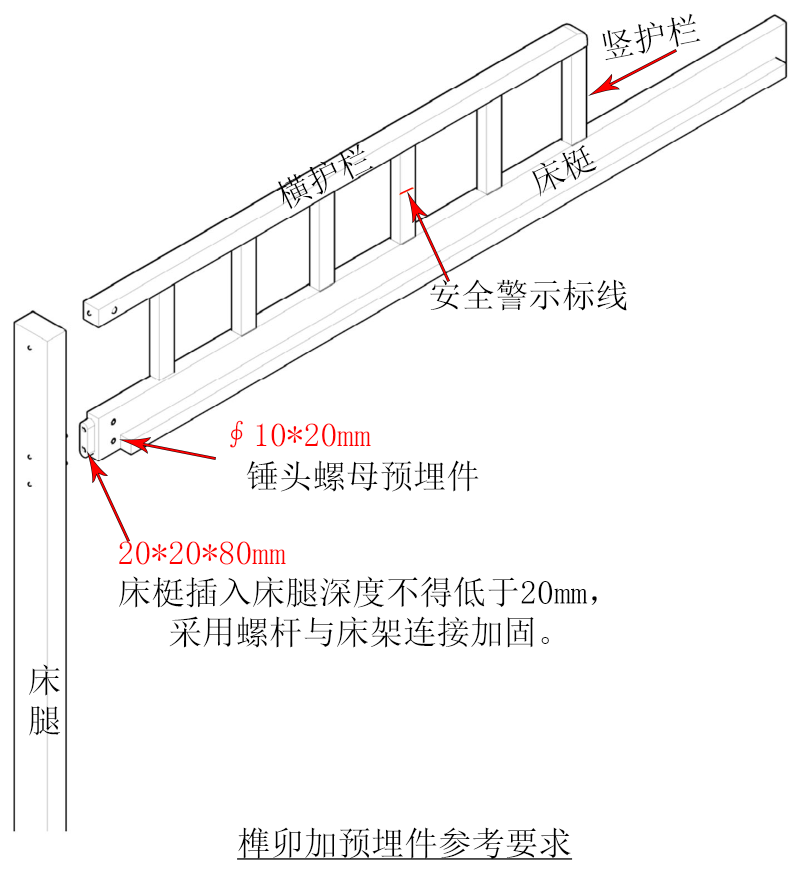 竖护栏
横护栏
床梃
安全警示标线
∮10*20mm
锤头螺母预埋件
20*20*80mm
床梃插入床腿深度不得低于20mm，
采用螺杆与床架连接加固。
床腿
榫卯加预埋件参考要求